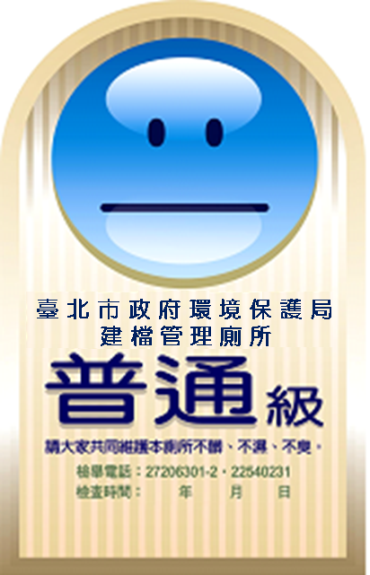 臺北市政府環境保護局
建檔管理廁所
普通級
請大家共同維護本廁所不髒、不濕、不臭。
檢舉電話：27206301-2・22540231
檢查時間：　　年　　月　　日